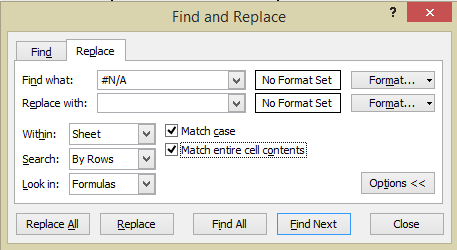 Find and Replace
?
Find
Replace
Find what: #N/A No Format Set Format...
Replace with: No Format Set Format...
Within: Sheet Match case
Search: By Rows Match entire cell contents
Look in: Formulas Options <<
Replace All Replace Find All Find Next Close